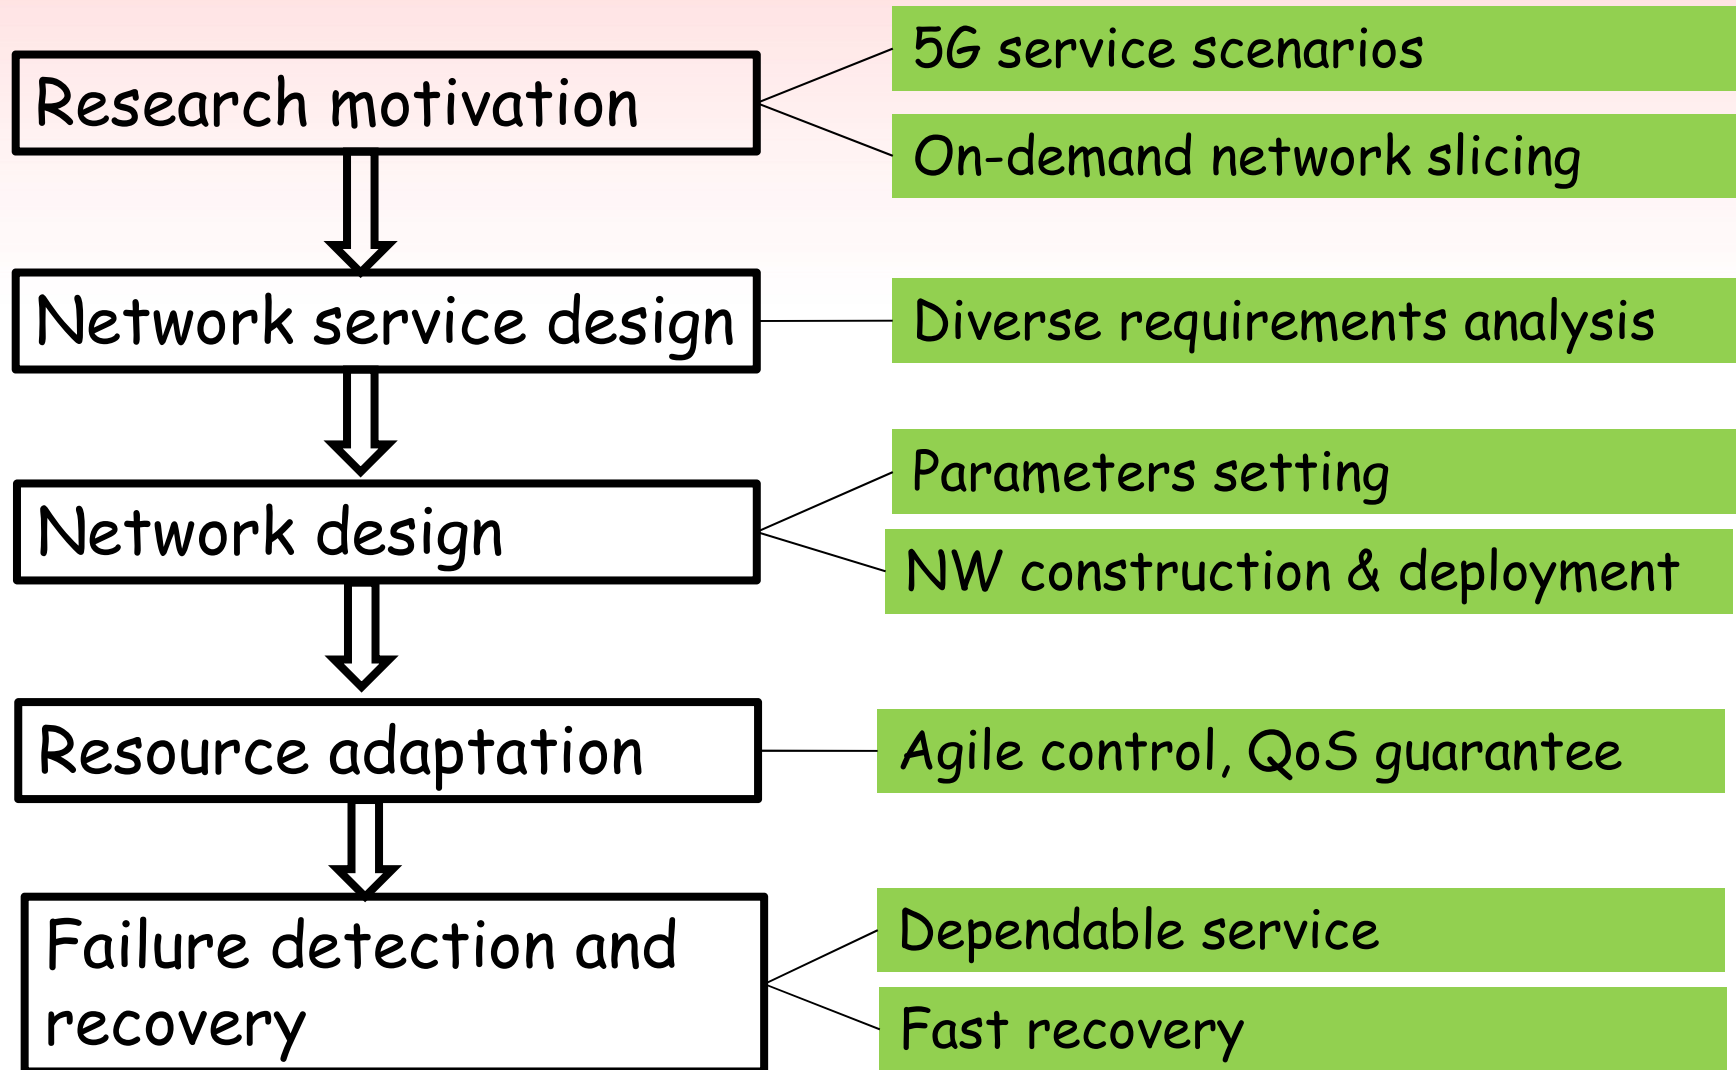 Research motivation
5G service scenarios
On-demand network slicing
Network service design
Diverse requirements analysis
Network design
Parameters setting
NW construction & deployment
Resource adaptation
Agile control, QoS guarantee
Failure detection and
recovery
Dependable service
Fast recovery